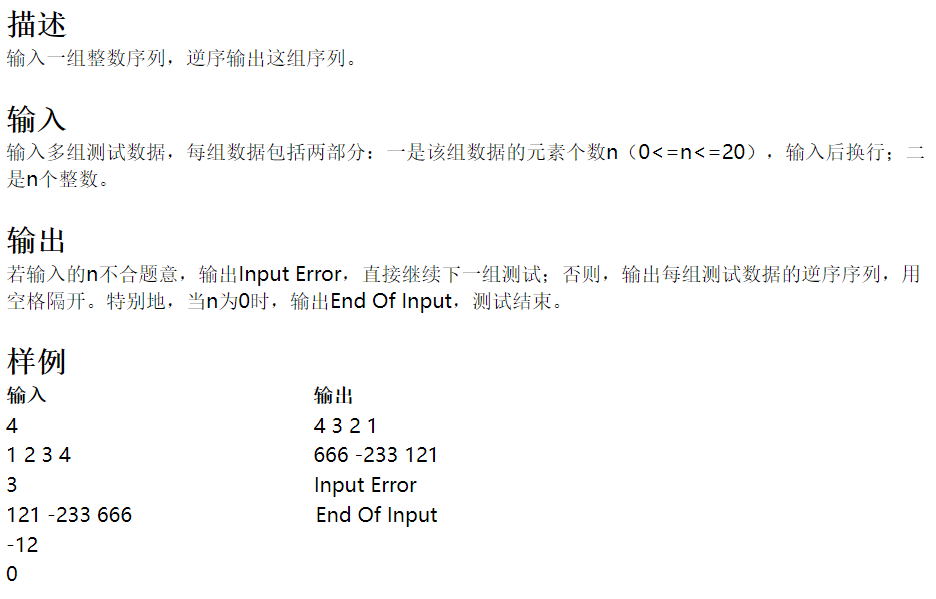 描述
输入一组整数序列，逆序输出这组序列。
输入
输入多组测试数据，每组数据包括两部分：一是该组数据的元素个数n（0<=n<=20），输入后换行；二
是n个整数。
输出
若输入的n不合题意，输出Input Error，直接继续下一组测试；否则，输出每组测试数据的逆序序列，用
空格隔开。特别地，当n为0时，输出End Of Input，测试结束。
样例
输入 输出
4 4 3 2 1
1 2 3 4 666 -233 121
3 Input Error
121 -233 666 End Of Input
-12
0